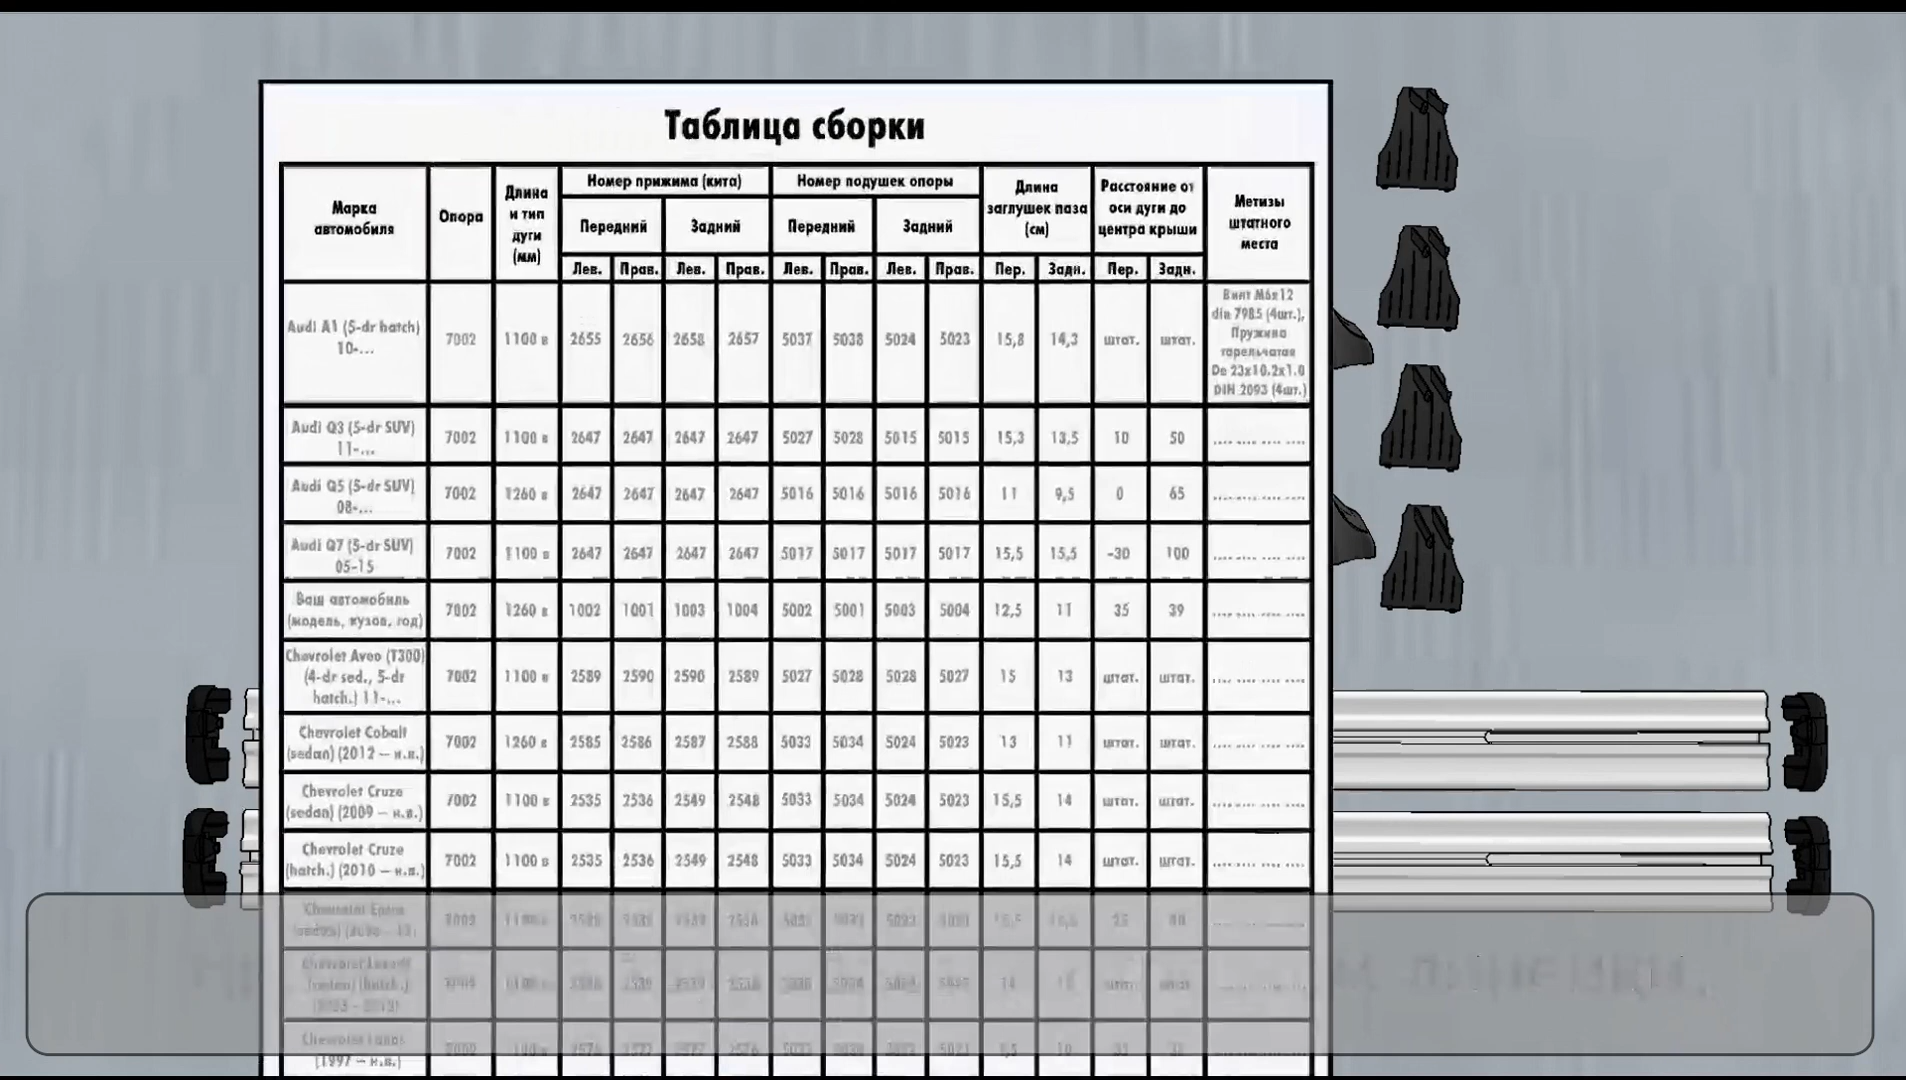 Таблица сборки
Марка автомобиля
Опора
Длина и тип дуги (мм)
Номер прижима (кита)
Номер подушек опоры
Длина заглушек паза (см)
Расстояние от оси дуги до центра крыши
Метизы штатного места
Передний Задний Передний Задний
Лев. Прав. Лев. Прав. Лев. Прав. Лев. Прав. Пер. Задн. Пер. Задн.
Audi A1 (5-dr hatch) 10-... 7002 1100 в 2655 2656 2658 2657 5037 5038 5024 5023 15,8 14,3 штат. штат. Винт М6х12 din 7985 (4шт.), Пружина тарельчатая De 23x10.2x1.0 DIN 2093 (4шт.)
Audi Q3 (5-dr SUV) 11-... 7002 1100 в 2647 2647 2647 2647 5027 5028 5015 5015 15,3 13,5 10 50 .... .... .... ....
Audi Q5 (5-dr SUV) 08-... 7002 1260 в 2647 2647 2647 2647 5016 5016 5016 5016 11 9,5 0 65 .... .... .... ....
Audi Q7 (5-dr SUV) 05-15 7002 1100 в 2647 2647 2647 2647 5017 5017 5017 5017 15,5 15,5 -30 100 .... .... .... ....
Ваш автомобиль (модель, кузов, год) 7002 1260 в 1002 1001 1003 1004 5002 5001 5003 5004 12,5 11 35 39 .... .... .... ....
Chevrolet Aveo (T300) (4-dr sed., 5-dr hatch.) 11-... 7002 1100 в 2589 2590 2590 2589 5027 5028 5028 5027 15 13 штат. штат. .... .... .... ....
Chevrolet Cobalt (sedan) (2012 – н.в.) 7002 1260 в 2585 2586 2587 2588 5033 5034 5024 5023 13 11 штат. штат. .... .... .... ....
Chevrolet Cruze (sedan) (2009 – н.в.) 7002 1100 в 2535 2536 2549 2548 5033 5034 5024 5023 15,5 14 штат. штат. .... .... .... ....
Chevrolet Cruze (hatch.) (2010 – н.в.) 7002 1100 в 2535 2536 2549 2548 5033 5034 5024 5023 15,5 14 штат. штат. .... .... .... ....
Chevrolet
(1997 – н.в.)